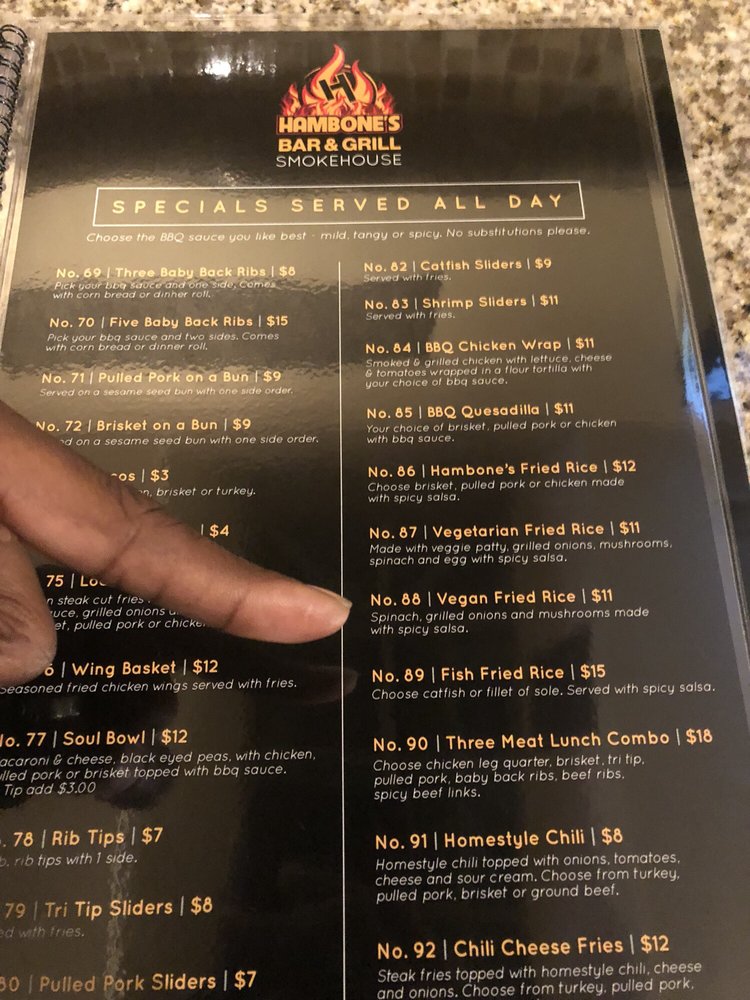 H
HAMBONE'S
BAR & GRILL
SMOKEHOUSE
SPECIALS SERVED ALL DAY
Choose the BBQ sauce you like best - mild, tangy or spicy. No substitutions please.
No. 69 | Three Baby Back Ribs | $8
Pick your bbq sauce and one side. Comes
with corn bread or dinner roll.
No. 70 | Five Baby Back Ribs | $15
Pick your bbq sauce and two sides. Comes
with corn bread or dinner roll.
No. 71 | Pulled Pork on a Bun | $9
Served on a sesame seed bun with one side order.
No. 72 | Brisket on a Bun | $9
on a sesame seed bun with one side order.
| $3
brisket or turkey.
| $4
75 |
steak cut fries
grilled onions
pulled pork or
| Wing Basket | $12
Seasoned fried chicken wings served with fries.
No. 77 | Soul Bowl | $12
macaroni & cheese, black eyed peas, with chicken,
pulled pork or brisket topped with bbq sauce.
Tip add $3.00
78 | Rib Tips | $7
rib tips with 1 side.
79 | Tri Tip Sliders | $8
with fries.
80 | Pulled Pork Sliders | $7
No. 82 | Catfish Sliders | $9
Served with fries.
No. 83 | Shrimp Sliders | $11
Served with fries.
No. 84 | BBQ Chicken Wrap | $11
Smoked & grilled chicken with lettuce, cheese
& tomatoes wrapped in a flour tortilla with
your choice of bbq sauce.
No. 85 | BBQ Quesadilla | $11
Your choice of brisket, pulled pork or chicken
with bbq sauce.
No. 86 | Hambone's Fried Rice | $12
Choose brisket, pulled pork or chicken made
with spicy salsa.
No. 87 | Vegetarian Fried Rice | $11
Made with veggie patty, grilled onions, mushrooms,
spinach and egg with spicy salsa.
No. 88 | Vegan Fried Rice | $11
Spinach, grilled onions and mushrooms made
with spicy salsa.
No. 89 | Fish Fried Rice | $15
Choose catfish or fillet of sole. Served with spicy salsa.
No. 90 | Three Meat Lunch Combo | $18
Choose chicken leg quarter, brisket, tri tip,
pulled pork, baby back ribs, beef ribs,
spicy beef links.
No. 91 | Homestyle Chili | $8
Homestyle chili topped with onions, tomatoes,
cheese and sour cream. Choose from turkey,
pulled pork, brisket or ground beef.
No. 92 | Chili Cheese Fries | $12
Steak fries topped with homestyle chili, cheese
and onions. Choose from turkey, pulled pork,